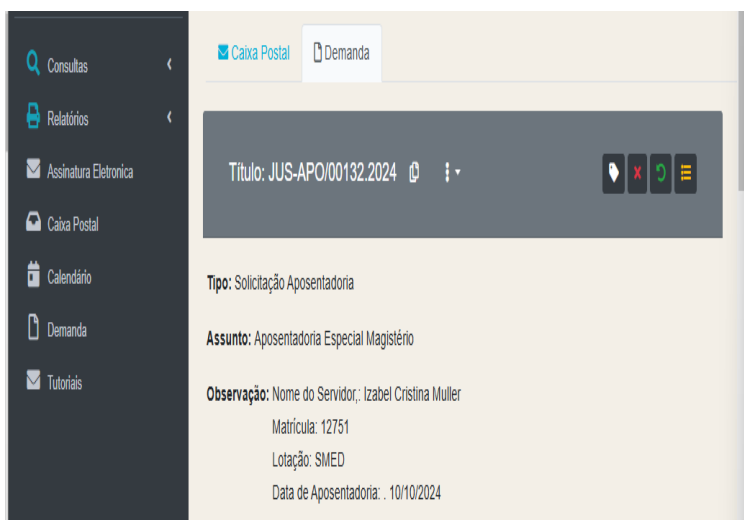 Caixa Postal Demanda
Consultas
Relatórios
Assinatura Eletronica
Caixa Postal
Calendário
Demanda
Tutoriais
Título: JUS-APO/00132.2024
Tipo: Solicitação Aposentadoria
Assunto: Aposentadoria Especial Magistério
Observação: Nome do Servidor,: Izabel Cristina Muller
Matrícula: 12751
Lotação: SMED
Data de Aposentadoria: . 10/10/2024